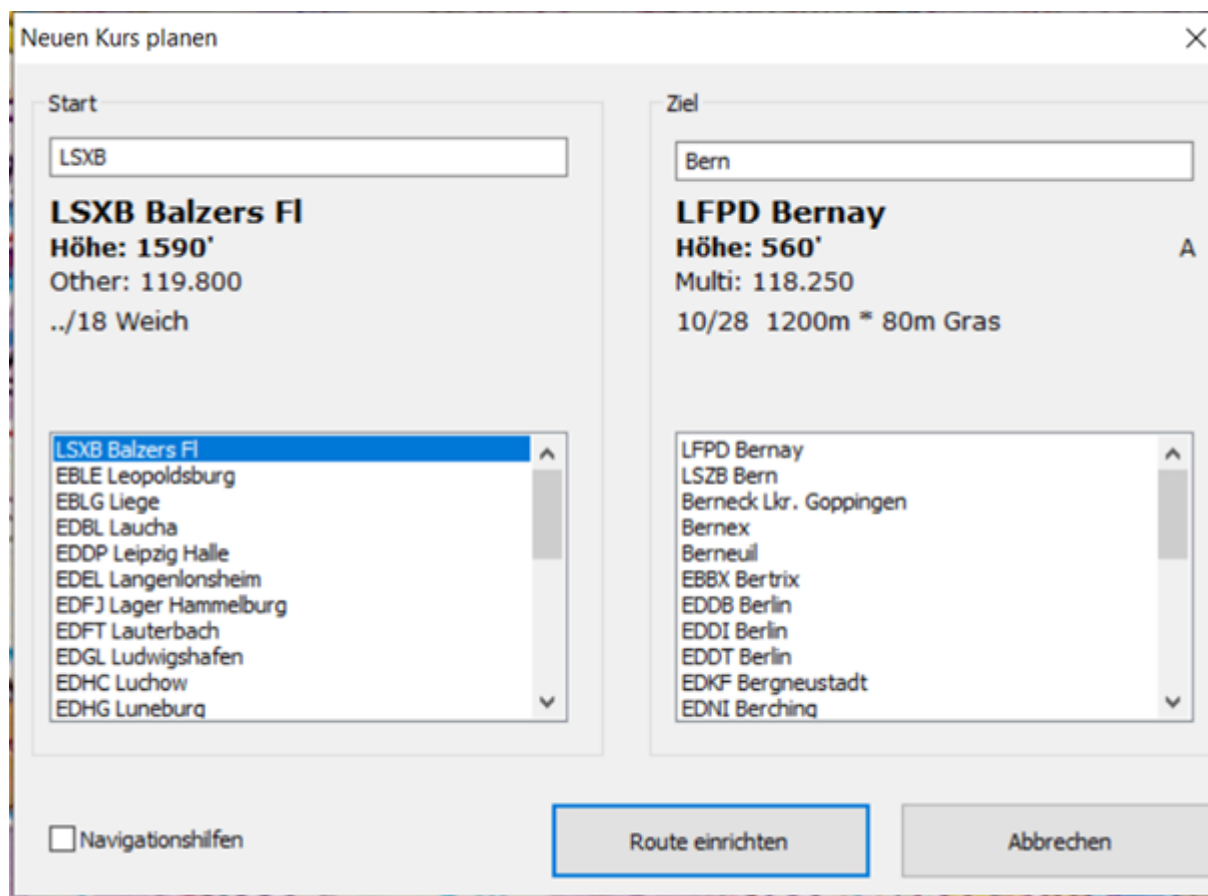 Neuen Kurs planen
Start
LSXB
LSXB Balzers Fl
Höhe: 1590'
Other: 119.800
../18 Weich
LSXB Balzers Fl
EBLE Leopoldsburg
EBLG Liege
EDBL Laucha
EDDP Leipzig Halle
EDEL Langenlonsheim
EDFJ Lager Hammelburg
EDFT Lauterbach
EDGL Ludwigshafen
EDHC Luchow
EDHG Luneburg
Ziel
Bern
LFPD Bernay
Höhe: 560'
A
Multi: 118.250
10/28 1200m * 80m Gras
LFPD Bernay
LSZB Bern
Berneck Lkr. Goppingen
Bernex
Berneuil
EBBX Bertrix
EDDB Berlin
EDDI Berlin
EDDT Berlin
EDKF Bergneustadt
EDNI Berching
Navigationshilfen
Route einrichten
Abbrechen